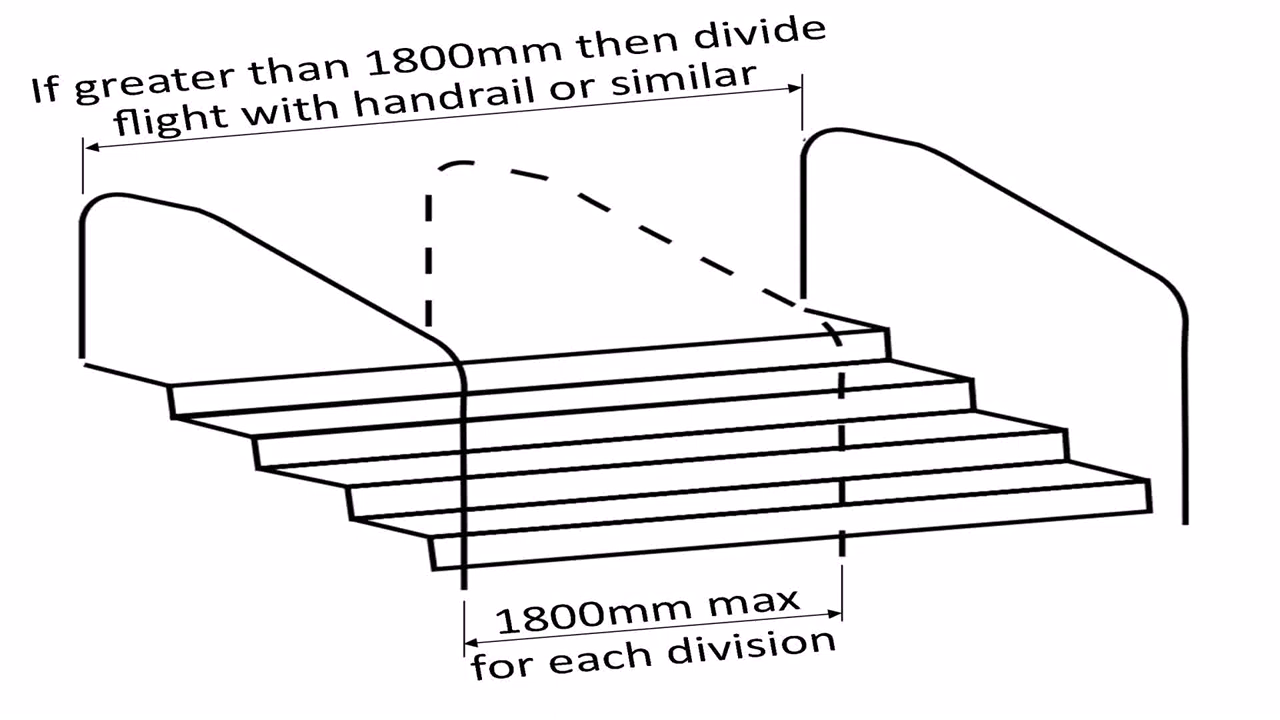 If greater than 1800mm then divide
flight with handrail or similar
1800mm max
for each division